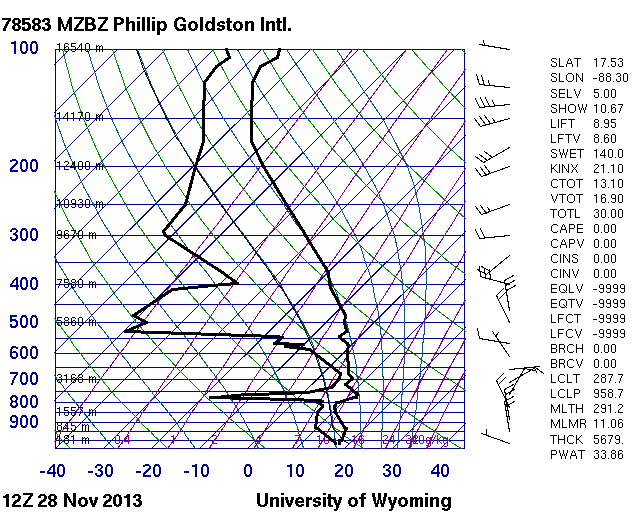 78583 MZBZ Phillip Goldston Intl.
100
16540 m
14170 m
200
12400 m
10930 m
300
9670 m
400
7580 m
500
5860 m
600
700
3168 m
800
1557 m
900
845 m
181 m
0.4 1 2 4 7 10 16 24 32 40g/kg
-40 -30 -20 -10 0 10 20 30 40
12Z 28 Nov 2013
University of Wyoming
SLAT 17.53
SLON -88.30
SELV 5.00
SHOW 10.67
LIFT 8.95
LFTV 8.60
SWET 140.0
KINX 21.10
CTOT 13.10
VTOT 16.90
TOTL 30.00
CAPE 0.00
CAPV 0.00
CINS 0.00
CINV 0.00
EQLV -9999
EQTV -9999
LFCT -9999
LFCV -9999
BRCH 0.00
BRCV 0.00
LCLT 287.7
LCLP 958.7
MLTH 291.2
MLMR 11.06
THCK 5679.
PWAT 33.86